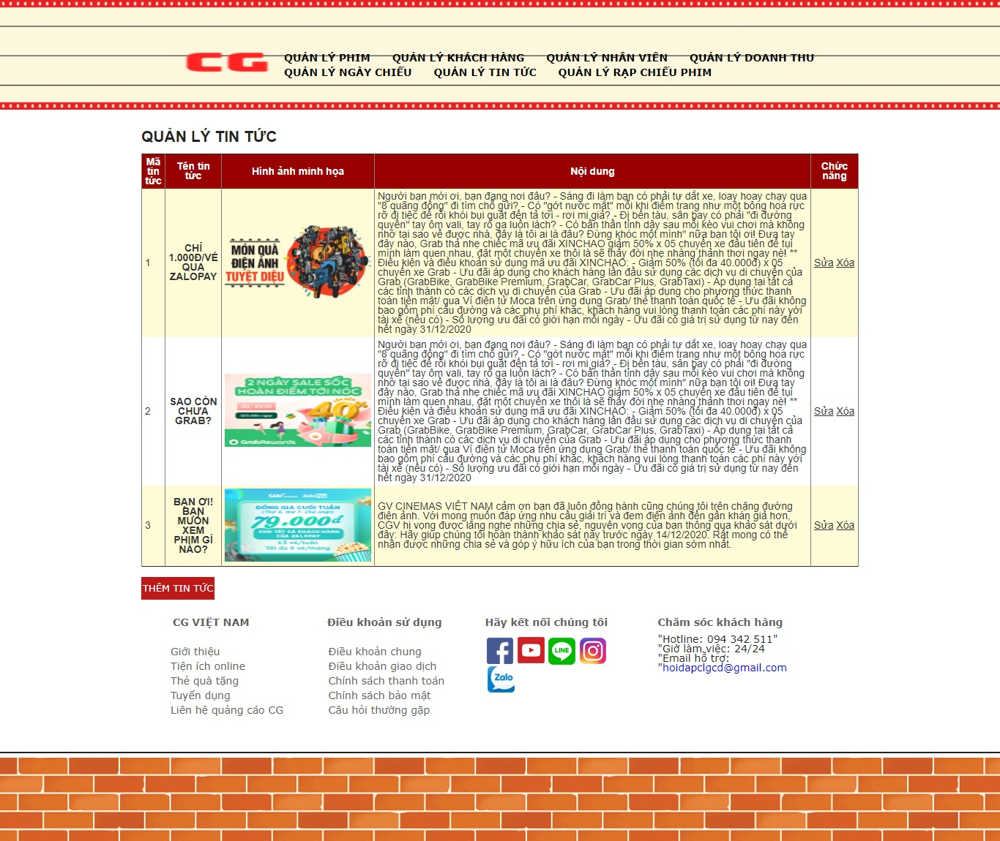 CG
QUẢN LÝ PHIM QUẢN LÝ KHÁCH HÀNG QUẢN LÝ NHÂN VIÊN QUẢN LÝ DOANH THU
QUẢN LÝ NGÀY CHIẾU QUẢN LÝ TIN TỨC QUẢN LÝ RẠP CHIẾU PHIM
QUẢN LÝ TIN TỨC
Mã tin tức Tên tin tức Hình ảnh minh họa Nội dung Chức năng
1
CHỈ
1.000Đ/VÉ
QUA
ZALOPAY
MÓN QUÀ
ĐIỆN ẢNH
TUYỆT DIỆU
Người bạn mới ơi, bạn đang nơi đâu? - Sáng đi làm bạn có phải tự dắt xe, loay hoay chạy qua
"8 quãng đồng" đi tìm chỗ gửi? - Có "gớt nước mắt" mỗi khi điểm trang như một bông hoa rực
rỡ đi tiệc để rồi khói bụi quật đến tả tơi - rơi mi giả? - Đi bến tàu, sân bay có phải "đi đường
quyền" tay ôm vali, tay rồ ga luồn lách? - Có bần thần tỉnh dậy sau mỗi kèo vui chơi mà không
nhớ tại sao về được nhà, đây là tôi ai là đâu? Đừng khóc một mình" nữa bạn tôi ơi! Đưa tay
đây nào, Grab thả nhẹ chiếc mã ưu đãi XINCHAO giảm 50% x 05 chuyến xe đầu tiên để tụi
mình làm quen nhau, đặt một chuyến xe thôi là sẽ thấy đời nhẹ nhàng thảnh thơi ngay nè! **
Điều kiện và điều khoản sử dụng mã ưu đãi XINCHAO: - Giảm 50% (tối đa 40.000đ) x 05
chuyến xe Grab - Ưu đãi áp dụng cho khách hàng lần đầu sử dụng các dịch vụ di chuyển của
Grab (GrabBike, GrabBike Premium, GrabCar, GrabCar Plus, GrabTaxi) - Áp dụng tại tất cả
các tỉnh thành có các dịch vụ di chuyển của Grab - Ưu đãi áp dụng cho phương thức thanh
toán tiền mặt/ qua Ví điện tử Moca trên ứng dụng Grab/ thẻ thanh toán quốc tế - Ưu đãi không
bao gồm phí cầu đường và các phụ phí khác, khách hàng vui lòng thanh toán các phí này với
tài xế (nếu có) - Số lượng ưu đãi có giới hạn mỗi ngày - Ưu đãi có giá trị sử dụng từ nay đến
hết ngày 31/12/2020
Sửa Xóa
2
SAO CÒN
CHƯA
GRAB?
2 NGÀY SALE SỐC
HOÀN ĐIỂM TỚI NÓC
20 - 21/10
40%
GrabRewards
Người bạn mới ơi, bạn đang nơi đâu? - Sáng đi làm bạn có phải tự dắt xe, loay hoay chạy qua
"8 quãng đồng" đi tìm chỗ gửi? - Có "gớt nước mắt" mỗi khi điểm trang như một bông hoa rực
rỡ đi tiệc để rồi khói bụi quật đến tả tơi - rơi mi giả? - Đi bến tàu, sân bay có phải "đi đường
quyền" tay ôm vali, tay rồ ga luồn lách? - Có bần thần tỉnh dậy sau mỗi kèo vui chơi mà không
nhớ tại sao về được nhà, đây là tôi ai là đâu? Đừng khóc một mình" nữa bạn tôi ơi! Đưa tay
đây nào, Grab thả nhẹ chiếc mã ưu đãi XINCHAO giảm 50% x 05 chuyến xe đầu tiên để tụi
mình làm quen nhau, đặt một chuyến xe thôi là sẽ thấy đời nhẹ nhàng thảnh thơi ngay nè! **
Điều kiện và điều khoản sử dụng mã ưu đãi XINCHAO: - Giảm 50% (tối đa 40.000đ) x 05
chuyến xe Grab - Ưu đãi áp dụng cho khách hàng lần đầu sử dụng các dịch vụ di chuyển của
Grab (GrabBike, GrabBike Premium, GrabCar, GrabCar Plus, GrabTaxi) - Áp dụng tại tất cả
các tỉnh thành có các dịch vụ di chuyển của Grab - Ưu đãi áp dụng cho phương thức thanh
toán tiền mặt/ qua Ví điện tử Moca trên ứng dụng Grab/ thẻ thanh toán quốc tế - Ưu đãi không
bao gồm phí cầu đường và các phụ phí khác, khách hàng vui lòng thanh toán các phí này với
tài xế (nếu có) - Số lượng ưu đãi có giới hạn mỗi ngày - Ưu đãi có giá trị sử dụng từ nay đến
hết ngày 31/12/2020
Sửa Xóa
3
BẠN ƠI!
BẠN
MUỐN
XEM
PHIM GÌ
NÀO?
CGV ZaloPay
ĐỒNG GIÁ CUỐI TUẦN
(Thứ 6, thứ 7, Chủ nhật)
79.000đ
CHO TẤT CẢ KHÁCH HÀNG
CỦA ZALOPAY
x3 vé/tuần
Tối đa 8 vé/tháng
GV CINEMAS VIỆT NAM cảm ơn bạn đã luôn đồng hành cũng chúng tôi trên chặng đường
điện ảnh. Với mong muốn đáp ứng nhu cầu giải trí và đem điện ảnh đến gần khán giả hơn,
CGV hi vọng được lắng nghe những chia sẻ, nguyện vọng của bạn thông qua khảo sát dưới
đây: Hãy giúp chúng tôi hoàn thành khảo sát này trước ngày 14/12/2020. Rất mong có thể
nhận được những chia sẻ và góp ý hữu ích của bạn trong thời gian sớm nhất.
Sửa Xóa
THÊM TIN TỨC
CG VIỆT NAM
Giới thiệu
Tiện ích online
Thẻ quà tặng
Tuyển dụng
Liên hệ quảng cáo CG
Điều khoản sử dụng
Điều khoản chung
Điều khoản giao dịch
Chính sách thanh toán
Chính sách bảo mật
Câu hỏi thường gặp
Hãy kết nối chúng tôi
LINE
Zalo
Chăm sóc khách hàng
"Hotline: 094 342 511"
"Giờ làm việc: 24/24
"Email hỗ trợ:
"hoidapclgcd@gmail.com